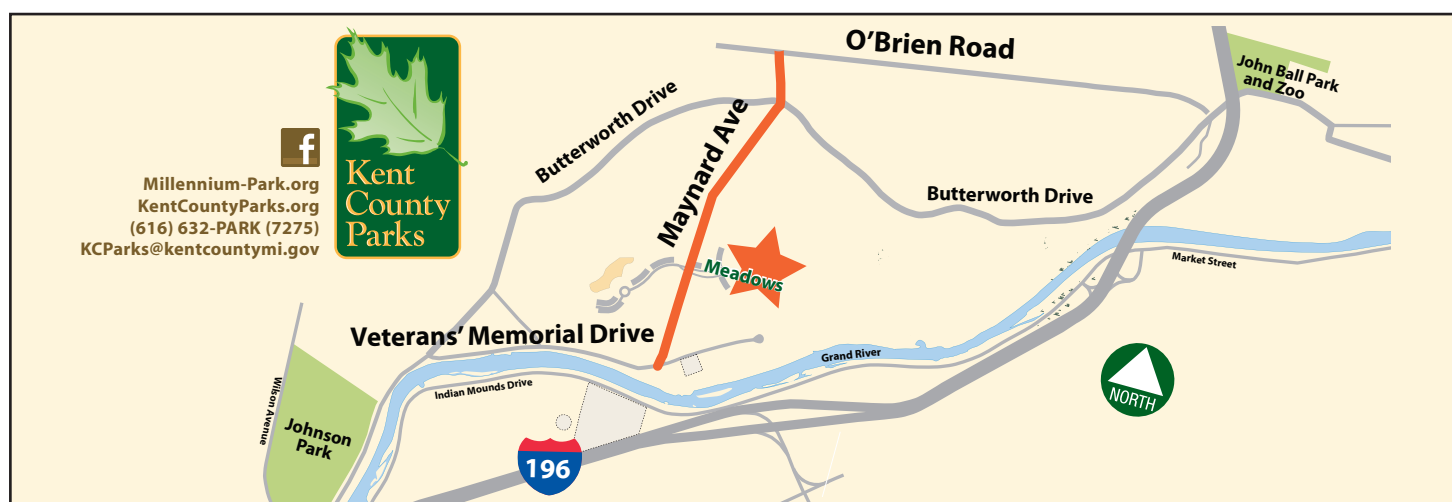 f
Millennium-Park.org
KentCountyParks.org
(616) 632-PARK (7275)
KCParks@kentcountymi.gov
Kent
County
Parks
O'Brien Road
John Ball Park
and Zoo
Butterworth Drive
Maynard Ave
Butterworth Drive
Meadows
Market Street
Veterans' Memorial Drive
Grand River
Indian Mounds Drive
Wilson Avenue
Johnson
Park
196
NORTH